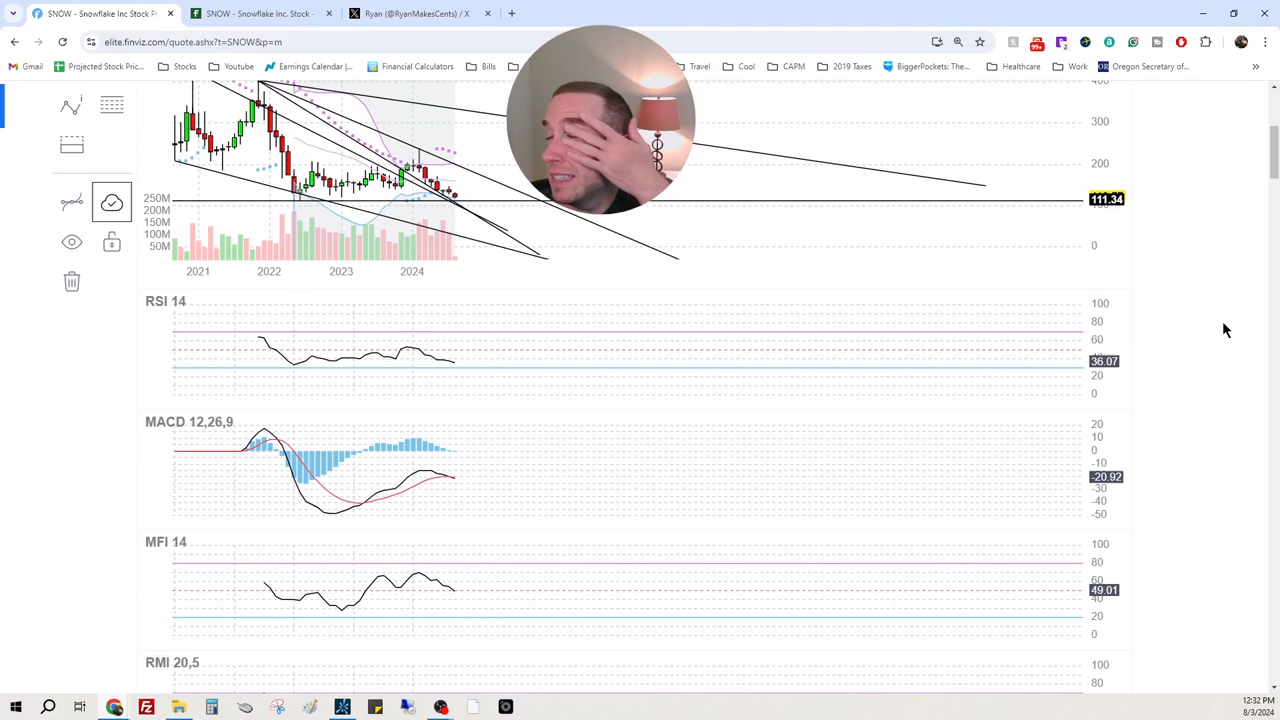 SNOW - Snowflake Inc Stock Pr
SNOW - Snowflake Inc. Stock -
Ryan (@RyanMakesCents) / X
elite.finviz.com/quote.ashx?t=SNOW&p=m
99+
2
Gmail
Projected Stock Pric...
Stocks
Youtube
Earnings Calendar |...
Financial Calculators
Bills
Travel
Cool
CAPM
2019 Taxes
BiggerPockets: The...
Healthcare
Work
Oregon Secretary of...
400
300
200
111.34
100
0
250M
200M
150M
100M
50M
2021
2022
2023
2024
RSI 14
100
80
60
36.07
20
0
MACD 12,26,9
20
10
0
-10
-20.92
-30
-40
-50
MFI 14
100
80
60
49.01
40
20
0
RMI 20,5
100
80
12:32 PM
8/3/2024